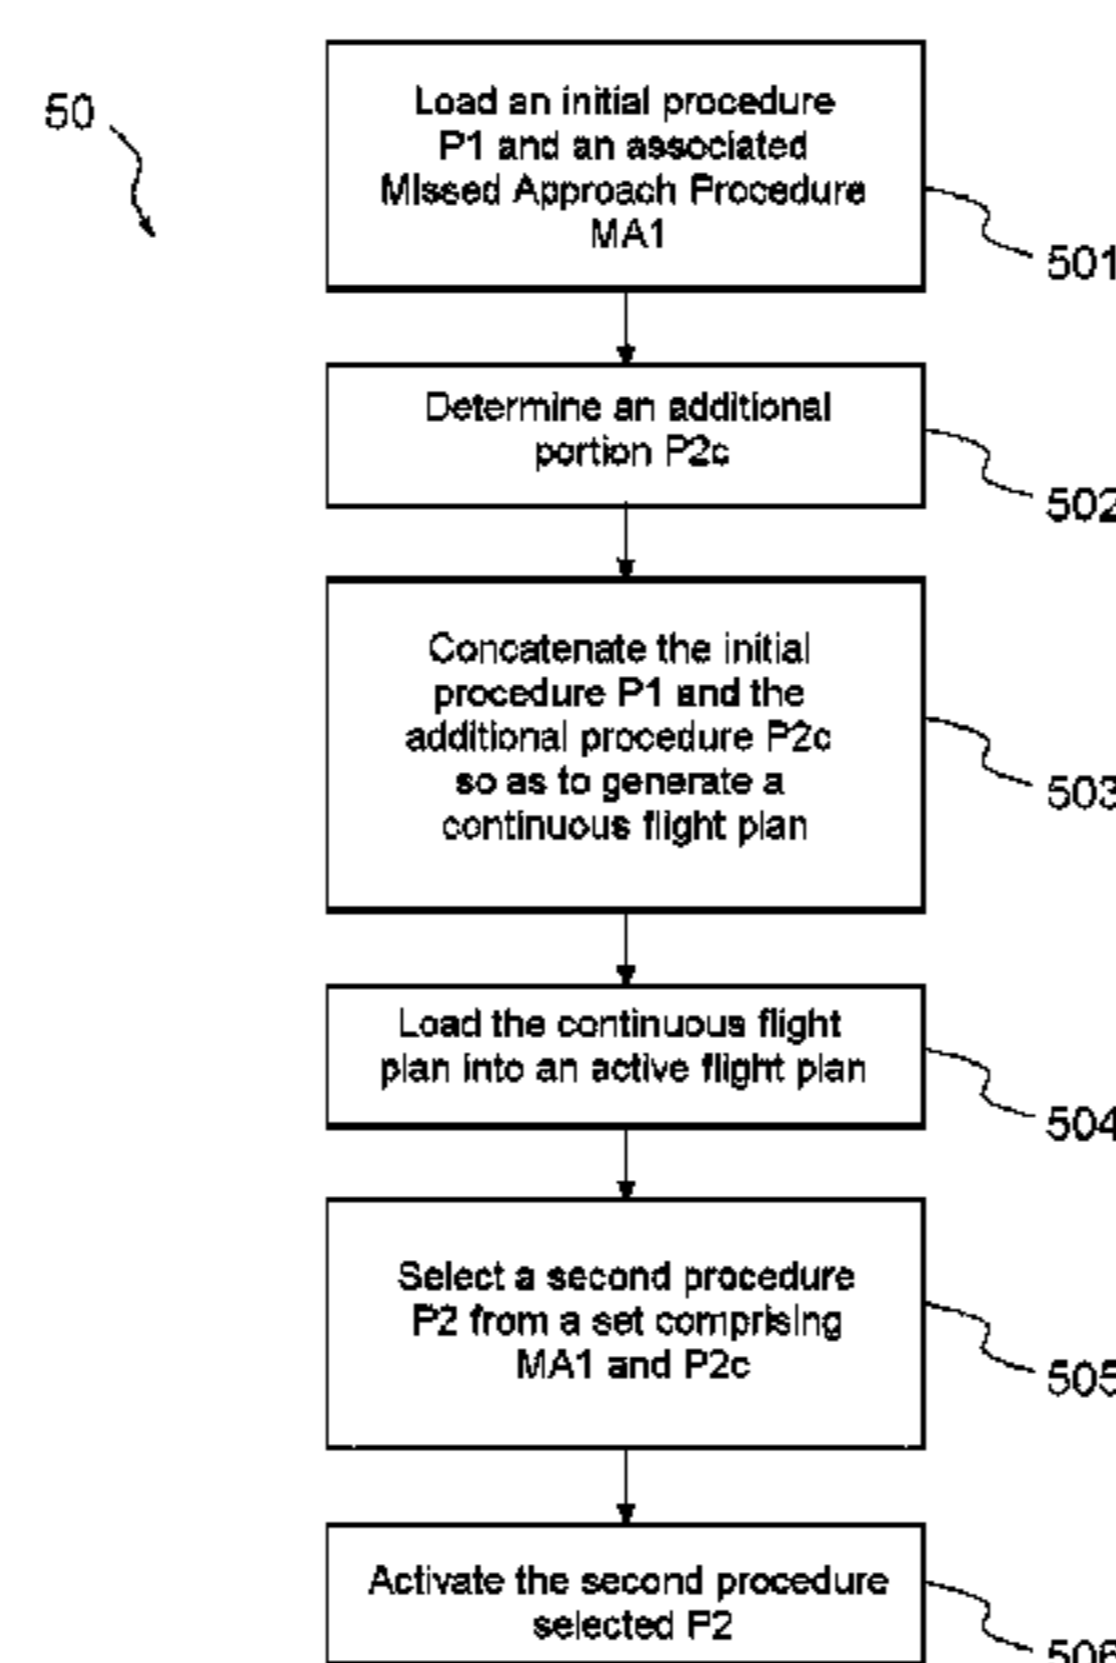 50
Load an initial procedure
P1 and an associated
Missed Approach Procedure
MA1
501
Determine an additional
portion P2c
502
Concatenate the initial
procedure P1 and the
additional procedure P2c
so as to generate a
continuous flight plan
503
Load the continuous flight
plan into an active flight plan
504
Select a second procedure
P2 from a set comprising
MA1 and P2c
505
Activate the second procedure
selected P2
506